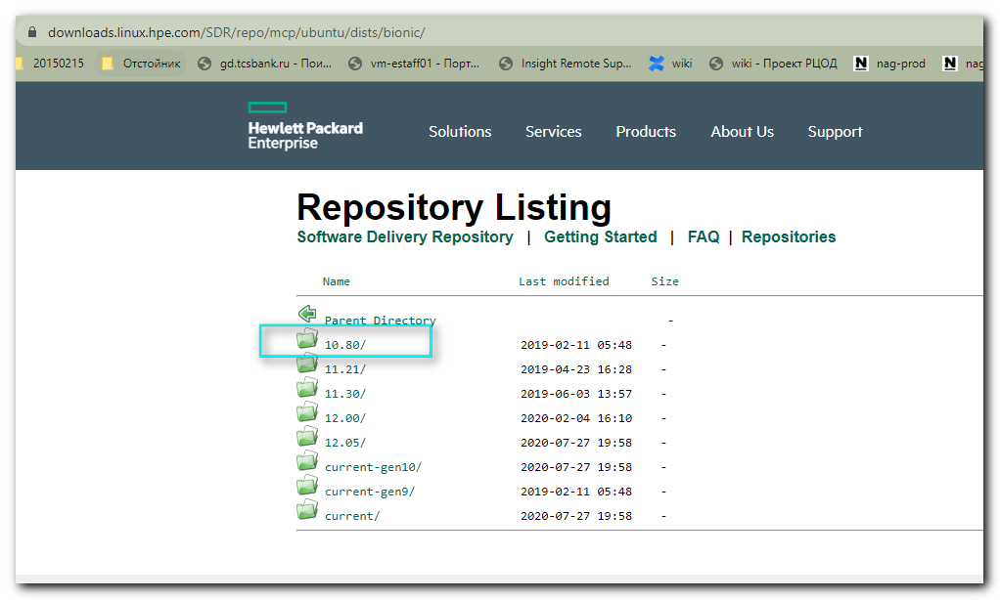 downloads.linux.hpe.com/SDR/repo/mcp/ubuntu/dists/bionic/
20150215 Отстойник gd.tcsbank.ru - Пои... vm-estaff01 - Порт... Insight Remote Sup... wiki wiki - Проект РЦОД nag-prod nag
Hewlett Packard
Enterprise
Solutions Services Products About Us Support
Repository Listing
Software Delivery Repository | Getting Started | FAQ | Repositories
Name Last modified Size
Parent Directory -
10.80/ 2019-02-11 05:48 -
11.21/ 2019-04-23 16:28 -
11.30/ 2019-06-03 13:57 -
12.00/ 2020-02-04 16:10 -
12.05/ 2020-07-27 19:58 -
current-gen10/ 2020-07-27 19:58 -
current-gen9/ 2019-02-11 05:48 -
current/ 2020-07-27 19:58 -